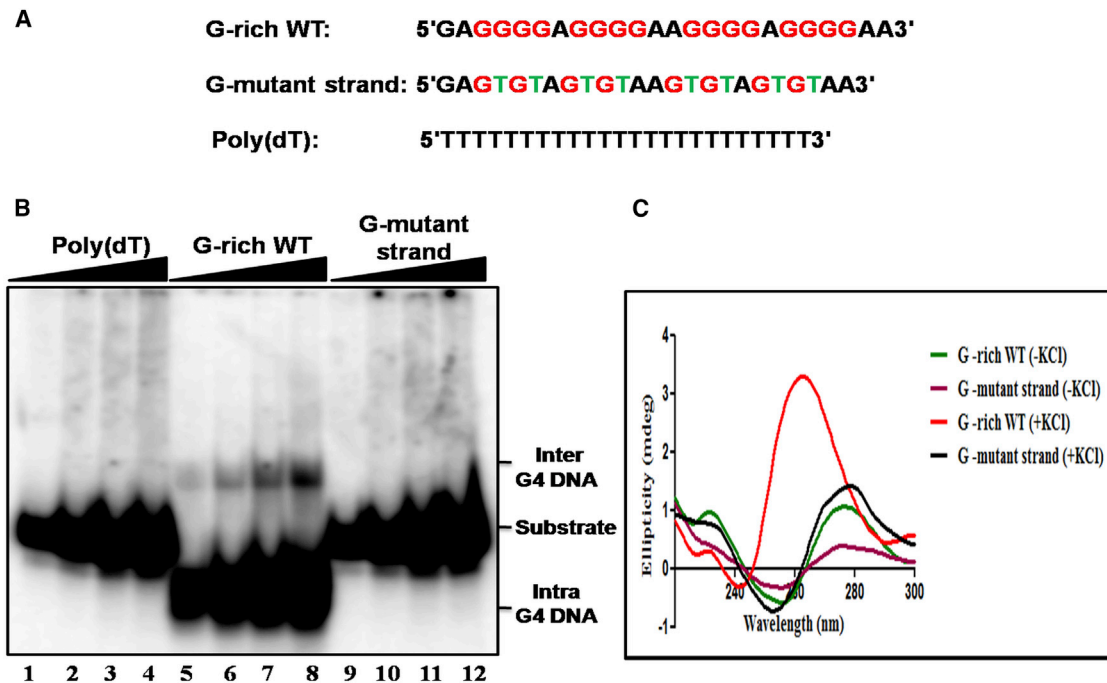 A
G-rich WT: 5'GAGGGGAGGGGAAGGGGAGGGGAA3'
G-mutant strand: 5'GAGTGTAGTGTAAGTGTAGTGTAA3'
Poly(dT): 5'TTTTTTTTTTTTTTTTTTTTTTTT3'
B
Poly(dT)
G-rich WT
G-mutant
strand
Inter
G4 DNA
Substrate
Intra
G4 DNA
1 2 3 4 5 6 7 8 9 10 11 12
C
Ellipticity (mdeg)
4
3
2
1
0
-1
240 260 280 300
Wavelength (nm)
G -rich WT (-KCl)
G -mutant strand (-KCl)
G -rich WT (+KCl)
G -mutant strand (+KCl)